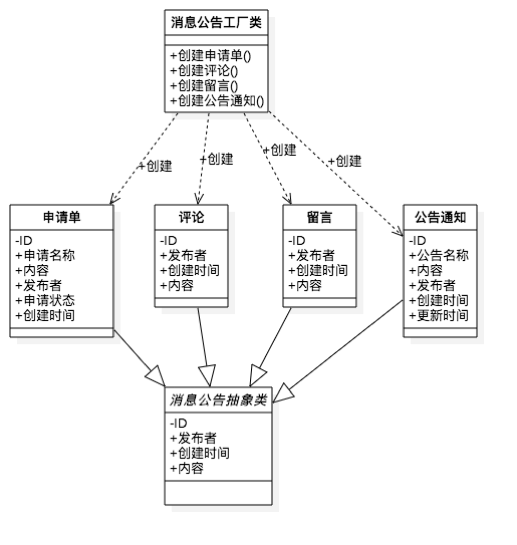 消息公告工厂类
+创建申请单()
+创建评论()
+创建留言()
+创建公告通知()
+创建
+创建
+创建
+创建
申请单
-ID
+申请名称
+内容
+发布者
+申请状态
+创建时间
评论
-ID
+发布者
+创建时间
+内容
留言
-ID
+发布者
+创建时间
+内容
公告通知
-ID
+公告名称
+内容
+发布者
+创建时间
+更新时间
消息公告抽象类
-ID
+发布者
+创建时间
+内容